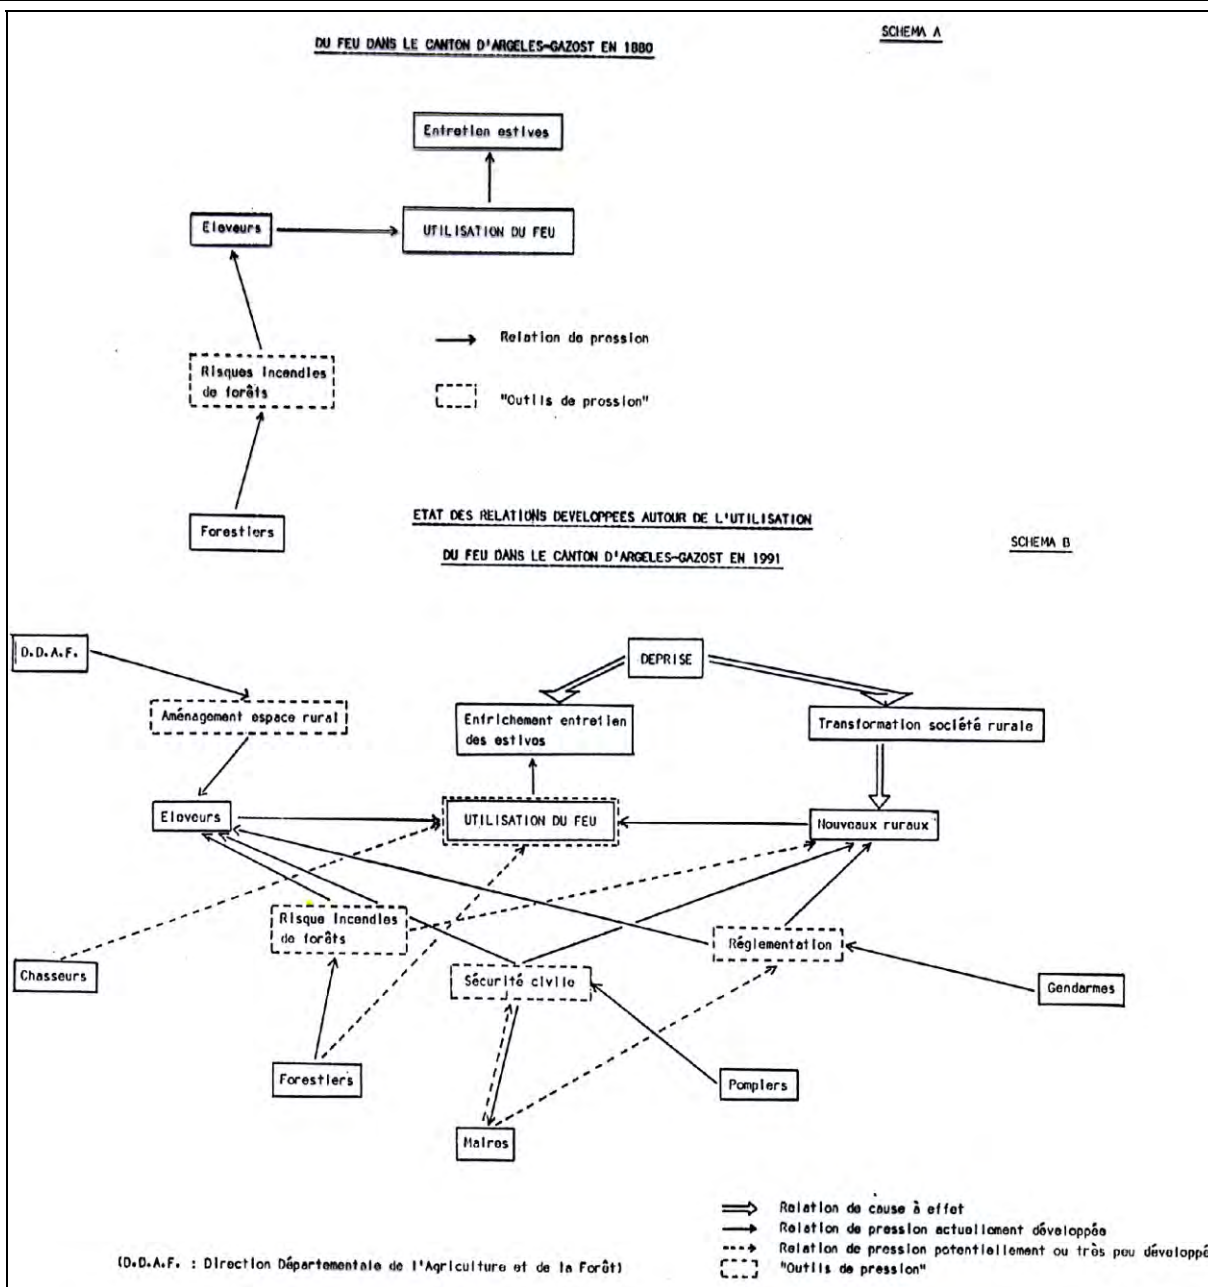 SCHEMA A
DU FEU DANS LE CANTON D'ARGELES-GAZOST EN 1880
Entretien estives
Eleveurs
UTILISATION DU FEU
Relation de pression
Risques incendies
de forêts
"Outils de pression"
Forestiers
ETAT DES RELATIONS DEVELOPPEES AUTOUR DE L'UTILISATION
SCHEMA B
DU FEU DANS LE CANTON D'ARGELES-GAZOST EN 1991
D.D.A.F.
DEPRISE
Aménagement espace rural
Enfrichement entretien
des estives
Transformation société rurale
Eleveurs
UTILISATION DU FEU
Nouveaux ruraux
Risque incendies
de forêts
Réglementation
Chasseurs
Sécurité civile
Gendarmes
Forestiers
Pompiers
Maires
Relation de cause à effet
Relation de pression actuellement développée
Relation de pression potentiellement ou très peu développé
"Outils de pression"
(D.D.A.F. : Direction Départementale de l'Agriculture et de la Forêt)